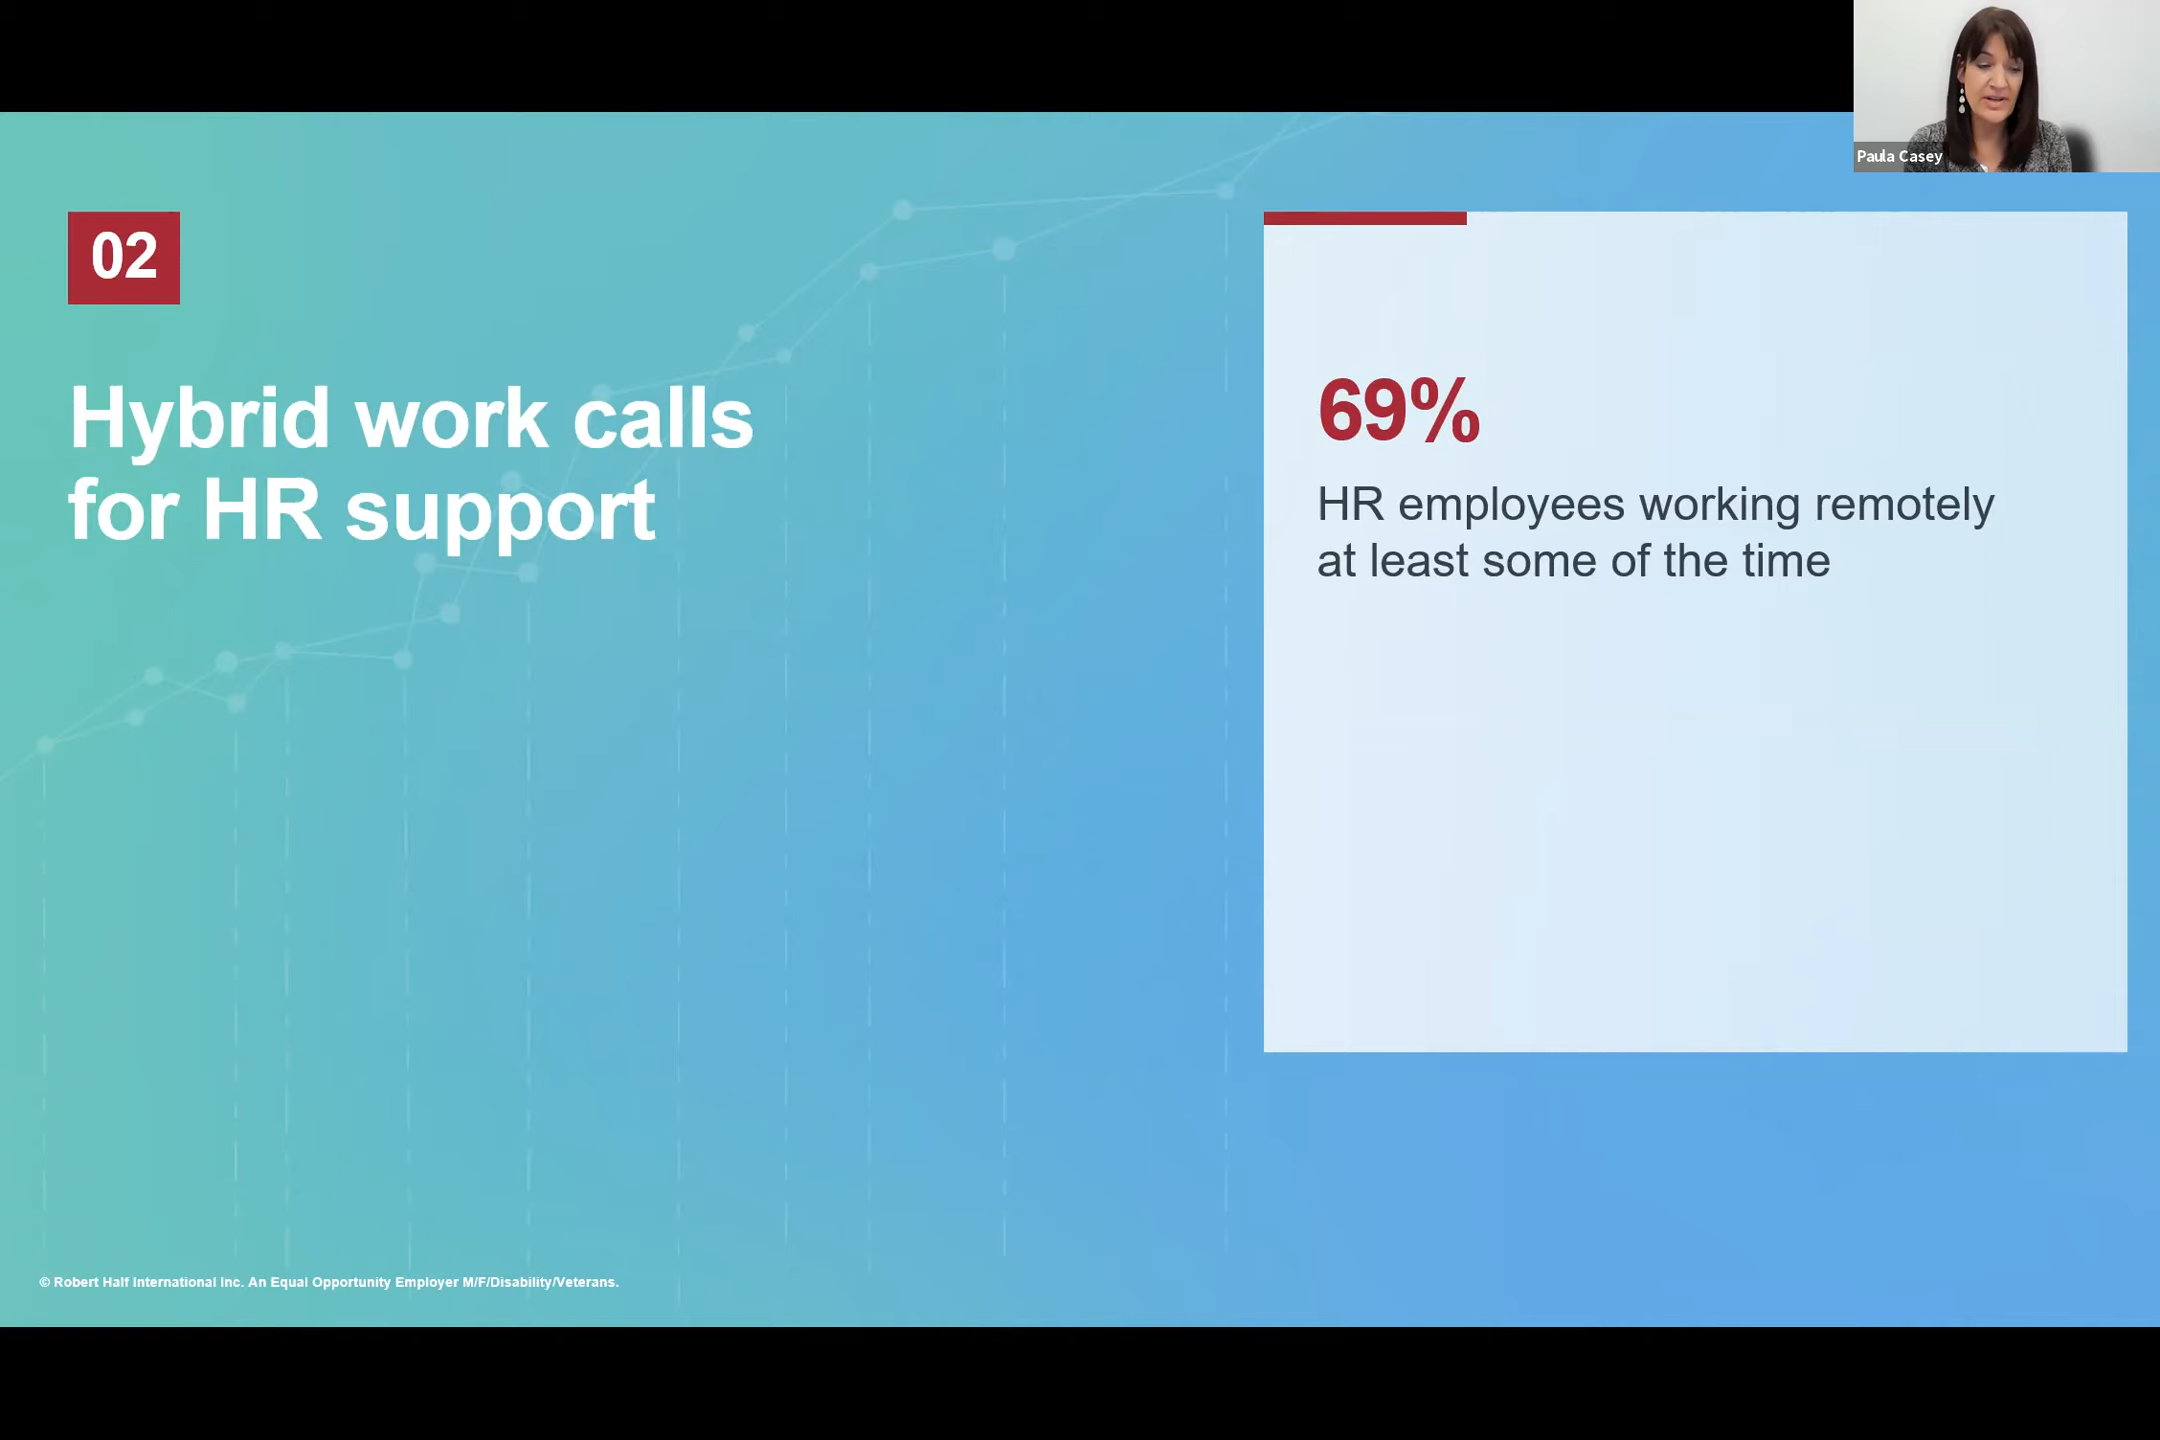 Paula Casey
02
Hybrid work calls
for HR support
69%
HR employees working remotely
at least some of the time
© Robert Half International Inc. An Equal Opportunity Employer M/F/Disability/Veterans.